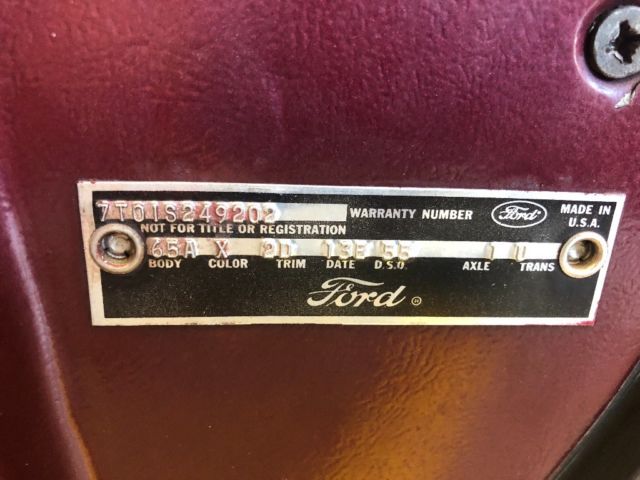 7T01S249202 WARRANTY NUMBER Ford MADE IN U.S.A.
NOT FOR TITLE OR REGISTRATION
65A X 2D 13E 55 1 U
BODY COLOR TRIM DATE D.S.O. AXLE TRANS
Ford ®